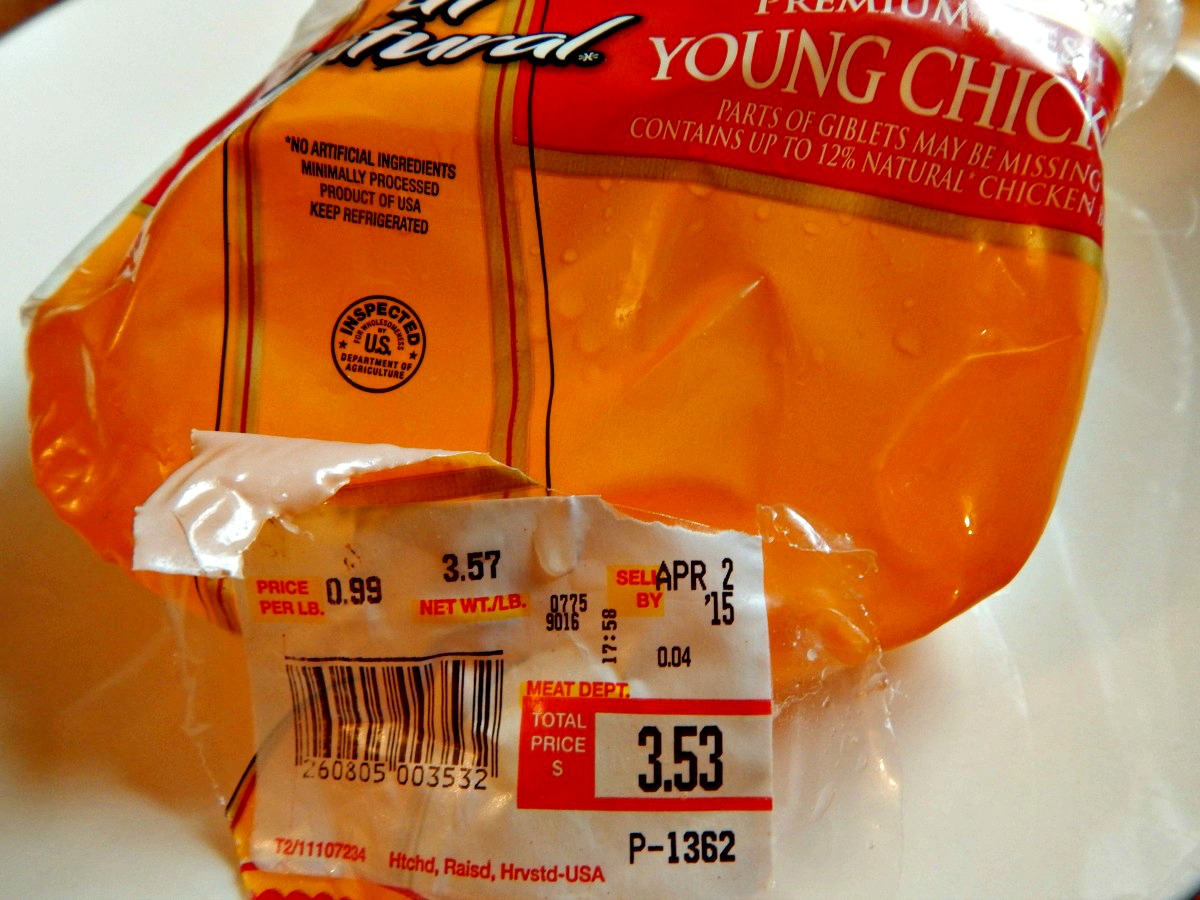 PREMIUM
YOUNG CHICK
PARTS OF GIBLETS MAY BE MISSING
CONTAINS UP TO 12% NATURAL* CHICKEN
*NO ARTIFICIAL INGREDIENTS
MINIMALLY PROCESSED
PRODUCT OF USA
KEEP REFRIGERATED
INSPECTED
FOR WHOLESOMENESS
BY
U.S.
DEPARTMENT OF
AGRICULTURE
PRICE PER LB. 0.99
3.57
NET WT./LB.
0775
9016
17:58
SELL BY APR 2 '15
0.04
MEAT DEPT.
TOTAL PRICE S
3.53
260805 003532
P-1362
T2/11107234 Htchd, Raisd, Hrvstd-USA